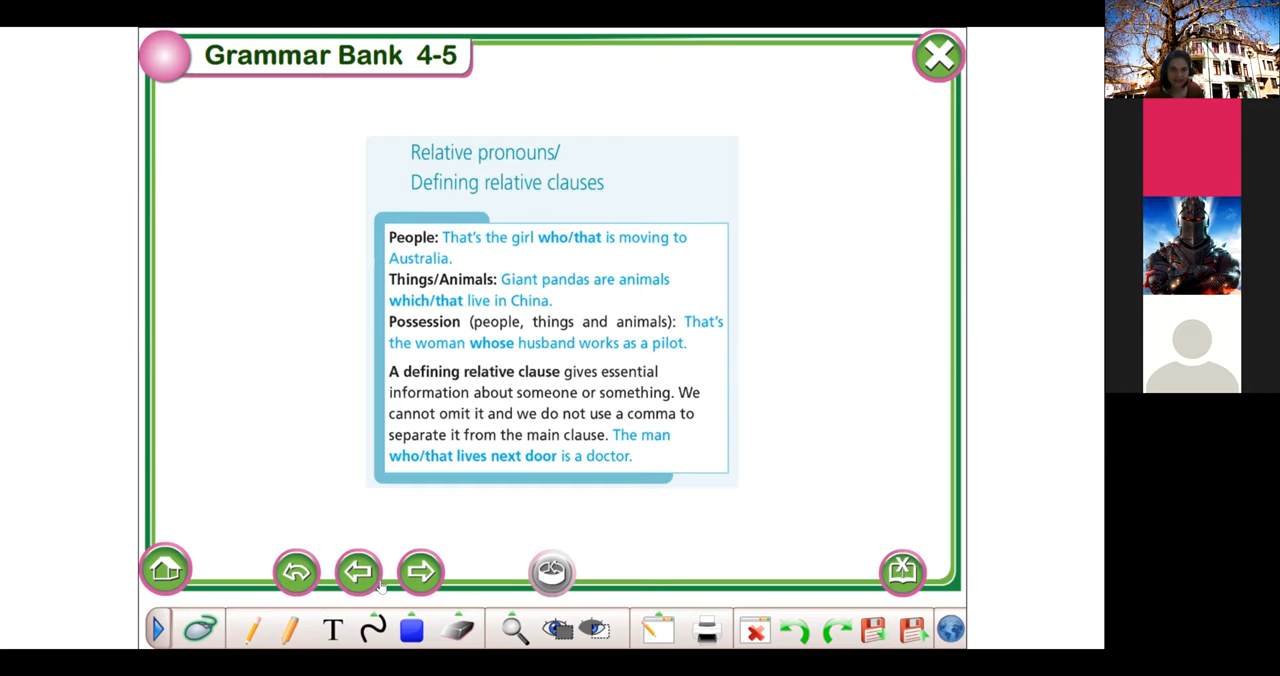 Grammar Bank 4-5
Relative pronouns/
Defining relative clauses
People: That's the girl who/that is moving to
Australia.
Things/Animals: Giant pandas are animals
which/that live in China.
Possession (people, things and animals): That's
the woman whose husband works as a pilot.
A defining relative clause gives essential
information about someone or something. We
cannot omit it and we do not use a comma to
separate it from the main clause. The man
who/that lives next door is a doctor.
T